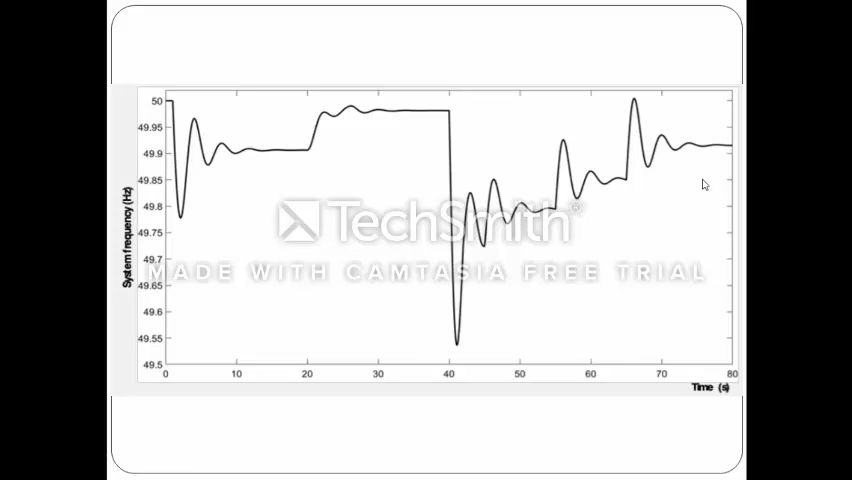 50
49.95
49.9
49.85
49.8
49.75
49.7
49.65
49.6
49.55
49.5
System frequency (Hz)
TechSmith®
MADE WITH CAMTASIA FREE TRIAL
0 10 20 30 40 50 60 70 80
Time (s)